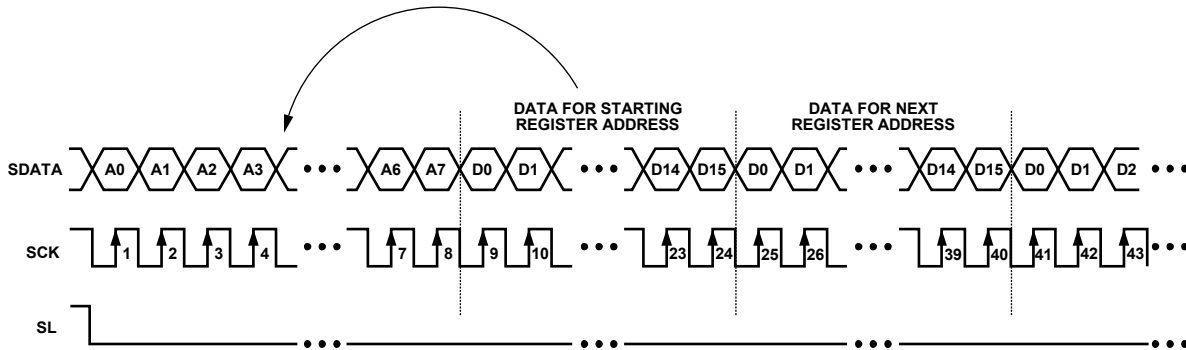 DATA FOR STARTING
REGISTER ADDRESS
DATA FOR NEXT
REGISTER ADDRESS
SDATA A0 A1 A2 A3 ••• A6 A7 D0 D1 ••• D14 D15 D0 D1 ••• D14 D15 D0 D1 D2 •••
SCK 1 2 3 4 ••• 7 8 9 10 ••• 23 24 25 26 ••• 39 40 41 42 43 •••
SL ••• ••• ••• •••